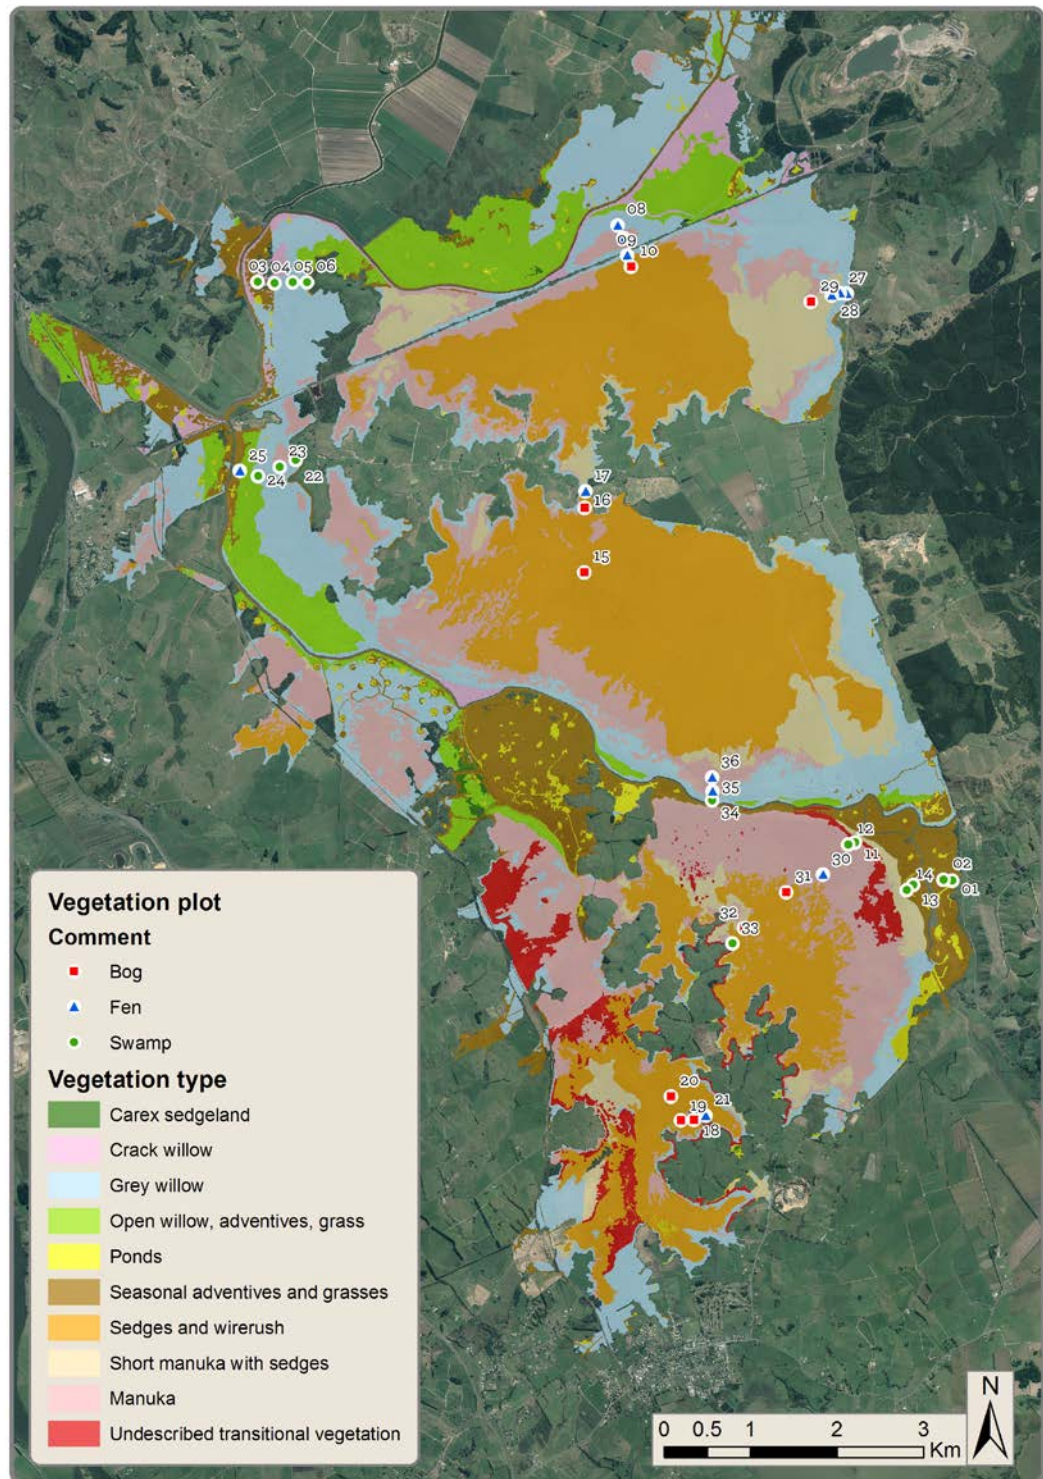 08
09 10
03 04 05 06
27
29
28
25 23
24 22
17
16
15
36
35
34
12
30 11
31 14 02
13 01
32
33
20
19 21
18
Vegetation plot
Comment
Bog
Fen
Swamp
Vegetation type
Carex sedgeland
Crack willow
Grey willow
Open willow, adventives, grass
Ponds
Seasonal adventives and grasses
Sedges and wirerush
Short manuka with sedges
Manuka
Undescribed transitional vegetation
N
0 0.5 1 2 3
Km